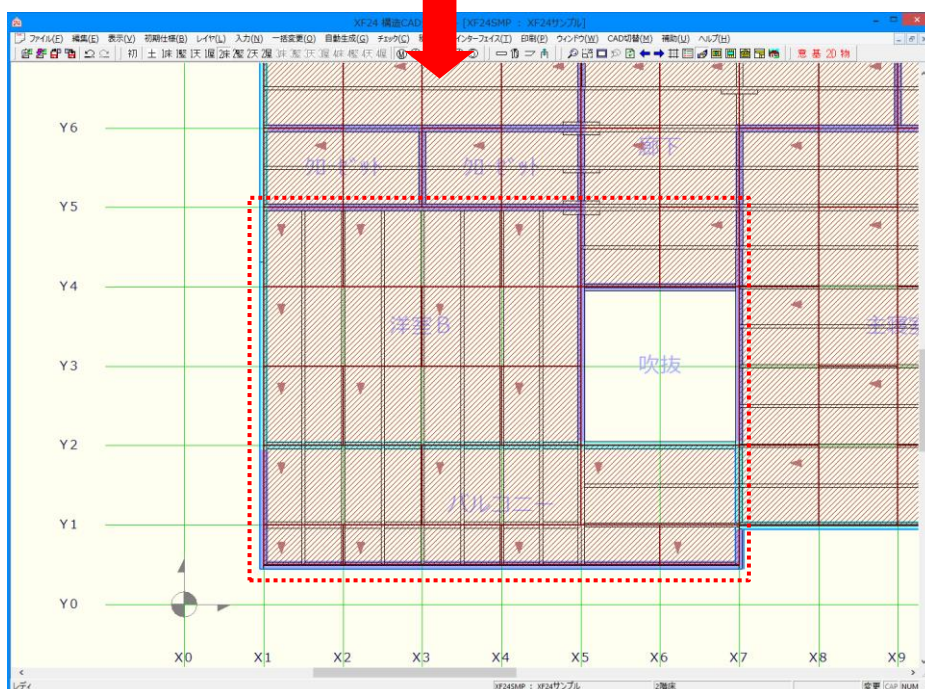 XF24 構造CAD
[XF24SMP : XF24サンプル]
ファイル(F) 編集(E) 表示(V) 初期仕様(B) レイヤ(L) 入力(N) 一括変更(O) 自動生成(G) チェック(C) インターフェイス(I) 印刷(P) ウィンドウ(W) CAD切替(M) 補助(U) ヘルプ(H)
初 土 意 基 2D 物
Y6
クローゼット クローゼット 廊下
Y5
Y4
洋室B 主寝室
Y3 吹抜
Y2
バルコニー
Y1
Y0
X0 X1 X2 X3 X4 X5 X6 X7 X8 X9
レディ XF24SMP : XF24サンプル 2階床 変更 CAP NUM